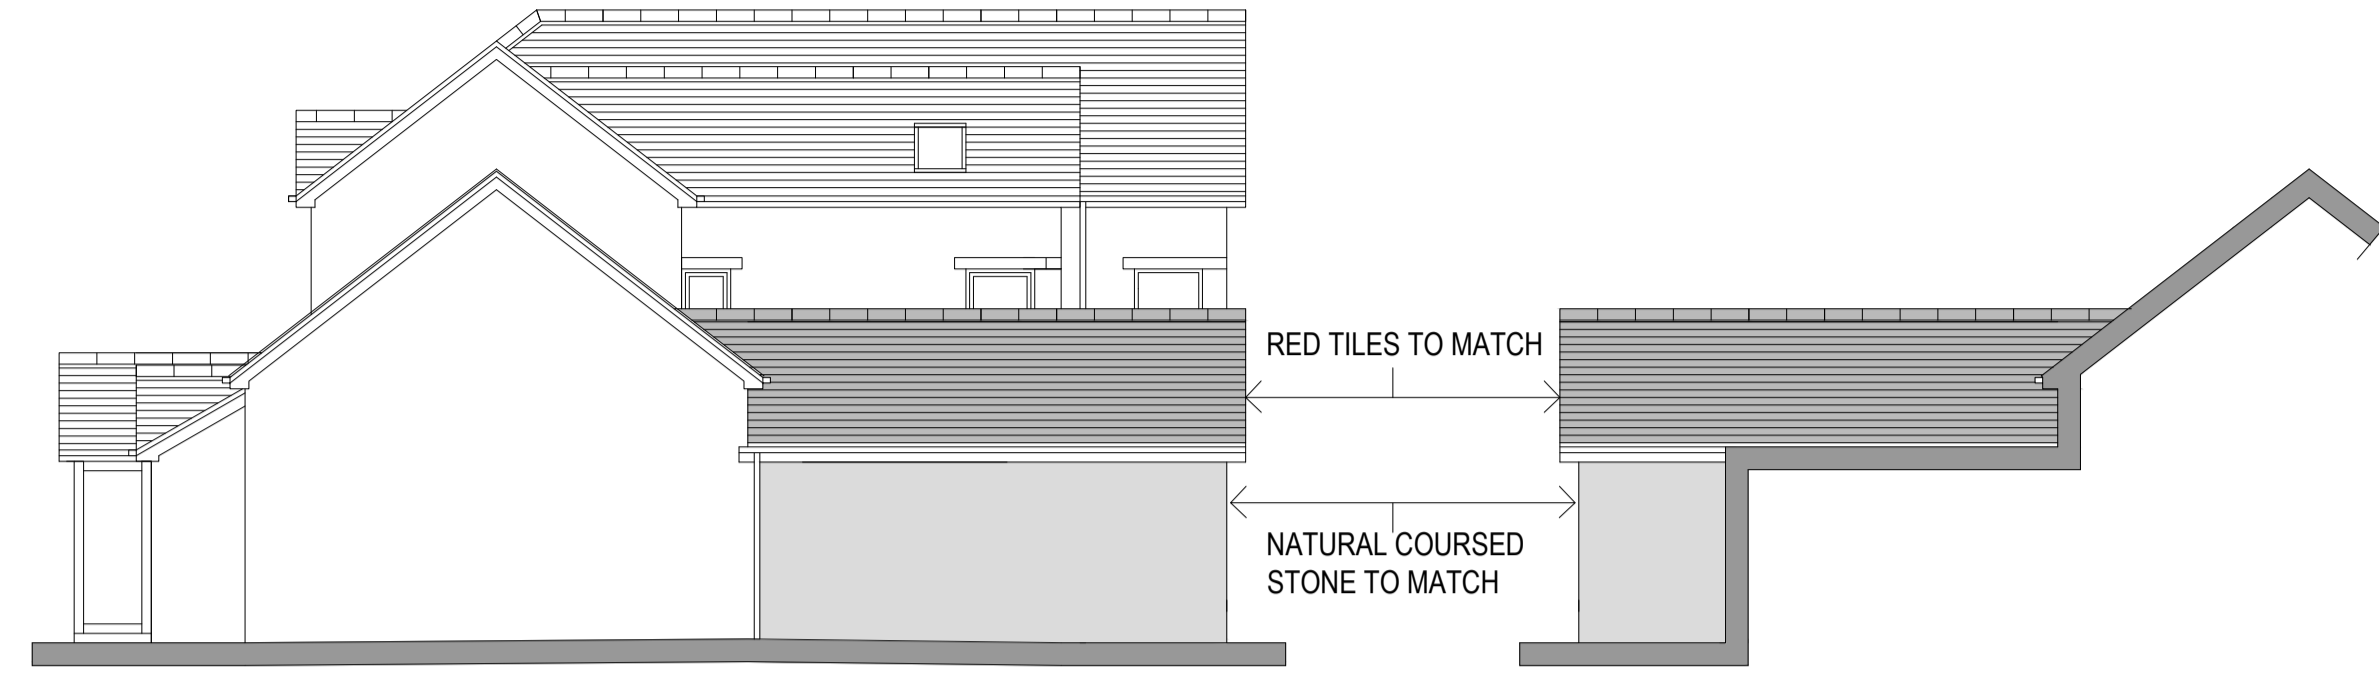 RED TILES TO MATCH
NATURAL COURSED
STONE TO MATCH